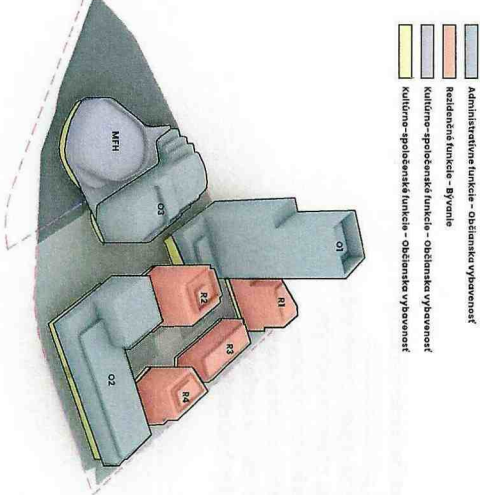 Administratívne funkcie - Občianska vybavenosť
Rezidenčné funkcie - Bývanie
Kultúrno-spoločenské funkcie - Občianska vybavenosť
Kultúrno-spoločenské funkcie - Občianska vybavenosť
O1
R1
R3
R2
R4
O2
O3
MFH